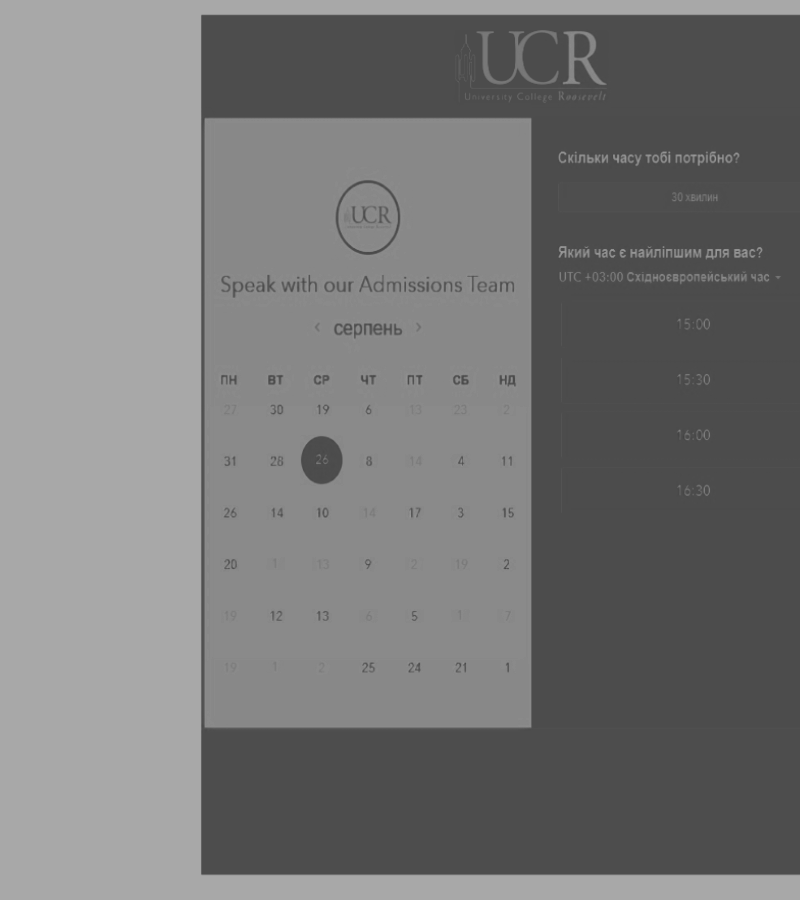 UCR
University College Roosevelt
UCR
Speak with our Admissions Team
‹ серпень ›
ПН ВТ СР ЧТ ПТ СБ НД
27 30 19 6 13 23 2
31 28 26 8 14 4 11
26 14 10 14 17 3 15
20 1 13 9 2 19 2
19 12 13 6 5 1 7
19 1 2 25 24 21 1
Скільки часу тобі потрібно?
30 хвилин
Який час є найліпшим для вас?
UTC +03:00 Східноєвропейський час
15:00
15:30
16:00
16:30